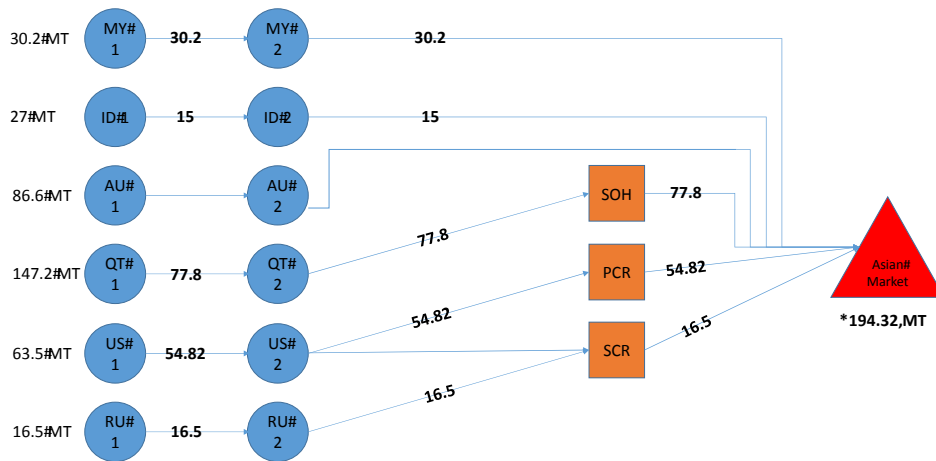 30.2#MT
MY#
1
30.2
MY#
2
30.2
27#MT
ID#1
15
ID#2
15
86.6#MT
AU#
1
AU#
2
SOH
77.8
77.8
147.2#MT
QT#
1
77.8
QT#
2
PCR
54.82
Asian#
Market
*194.32,MT
54.82
16.5
63.5#MT
US#
1
54.82
US#
2
SCR
16.5
16.5#MT
RU#
1
16.5
RU#
2